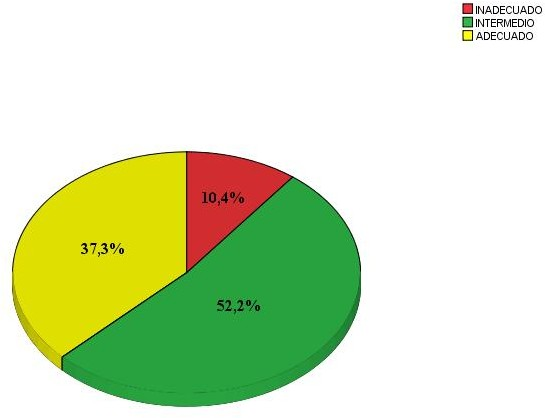 INADECUADO
INTERMEDIO
ADECUADO
10,4%
37,3%
52,2%